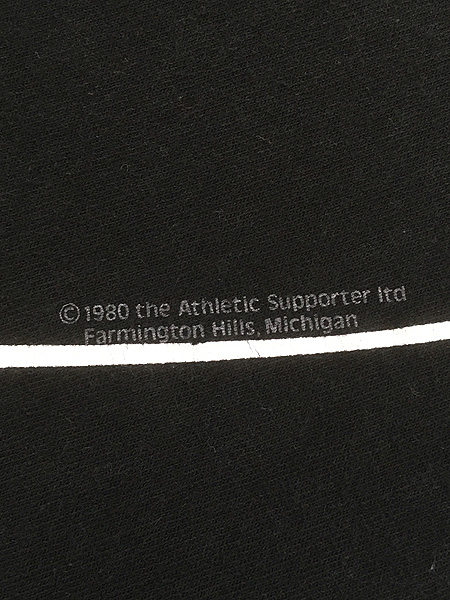 ©1980 the Athletic Supporter ltd
Farmington Hills, Michigan